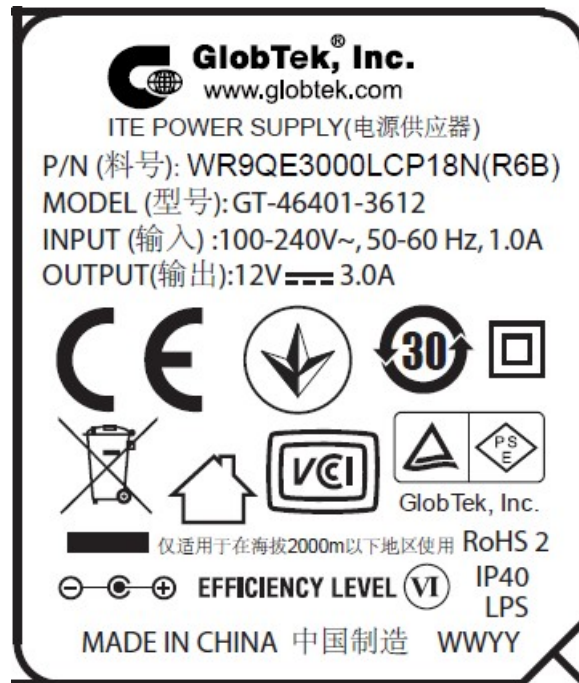 GlobTek,® Inc.
www.globtek.com
ITE POWER SUPPLY(电源供应器)
P/N (料号): WR9QE3000LCP18N(R6B)
MODEL (型号):GT-46401-3612
INPUT (输入) :100-240V~, 50-60 Hz, 1.0A
OUTPUT(输出):12V⎓3.0A
CE
30
VCI
PSE
GlobTek, Inc.
仅适用于在海拔2000m以下地区使用 RoHS 2
EFFICIENCY LEVEL VI
IP40
LPS
MADE IN CHINA 中国制造 WWYY